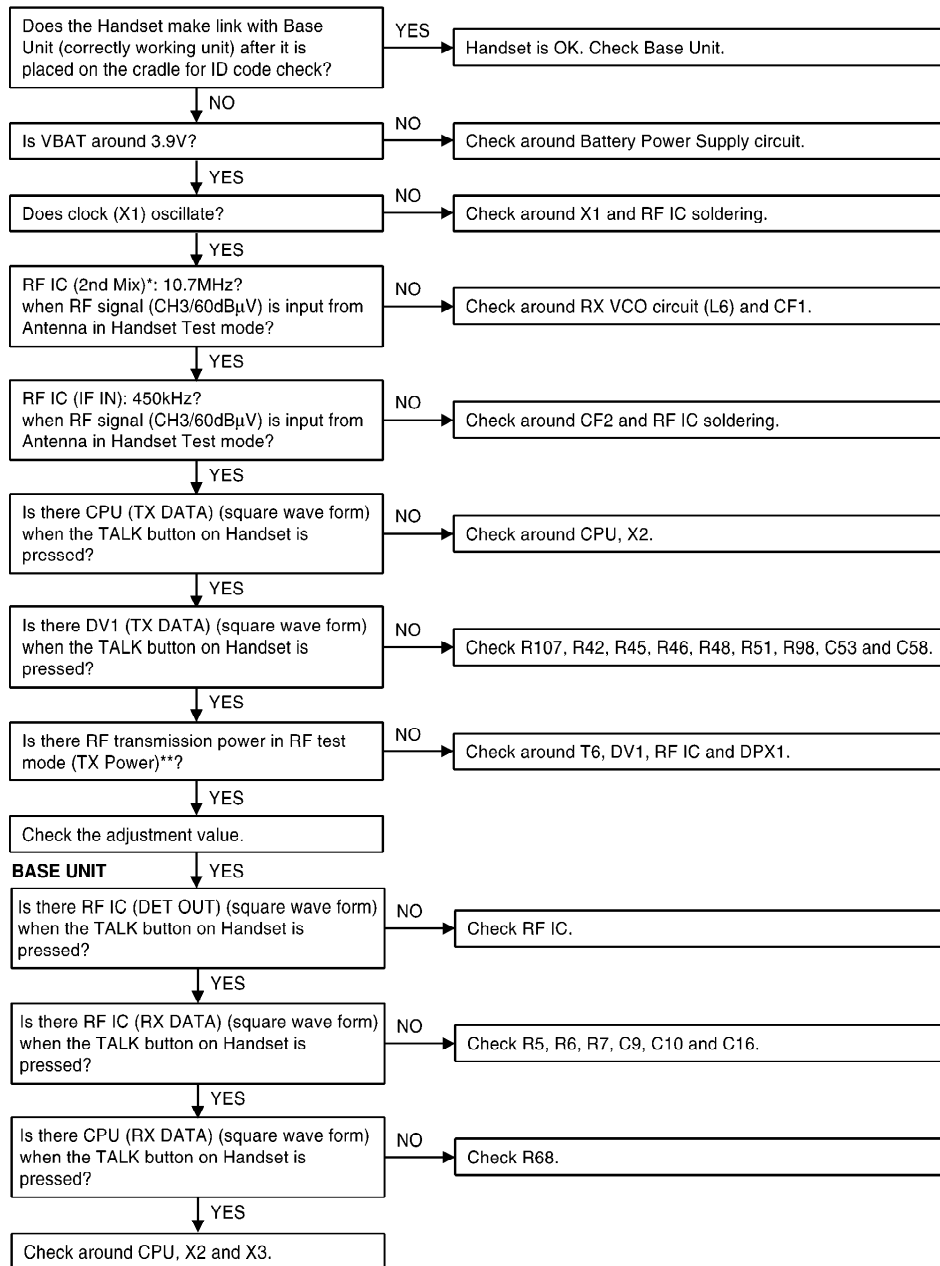 Does the Handset make link with Base
Unit (correctly working unit) after it is
placed on the cradle for ID code check?
YES
Handset is OK. Check Base Unit.
NO
Is VBAT around 3.9V?
NO
Check around Battery Power Supply circuit.
YES
Does clock (X1) oscillate?
NO
Check around X1 and RF IC soldering.
YES
RF IC (2nd Mix)*: 10.7MHz?
when RF signal (CH3/60dBµV) is input from
Antenna in Handset Test mode?
NO
Check around RX VCO circuit (L6) and CF1.
YES
RF IC (IF IN): 450kHz?
when RF signal (CH3/60dBµV) is input from
Antenna in Handset Test mode?
NO
Check around CF2 and RF IC soldering.
YES
Is there CPU (TX DATA) (square wave form)
when the TALK button on Handset is
pressed?
NO
Check around CPU, X2.
YES
Is there DV1 (TX DATA) (square wave form)
when the TALK button on Handset is
pressed?
NO
Check R107, R42, R45, R46, R48, R51, R98, C53 and C58.
YES
Is there RF transmission power in RF test
mode (TX Power)**?
NO
Check around T6, DV1, RF IC and DPX1.
YES
Check the adjustment value.
BASE UNIT
YES
Is there RF IC (DET OUT) (square wave form)
when the TALK button on Handset is
pressed?
NO
Check RF IC.
YES
Is there RF IC (RX DATA) (square wave form)
when the TALK button on Handset is
pressed?
NO
Check R5, R6, R7, C9, C10 and C16.
YES
Is there CPU (RX DATA) (square wave form)
when the TALK button on Handset is
pressed?
NO
Check R68.
YES
Check around CPU, X2 and X3.